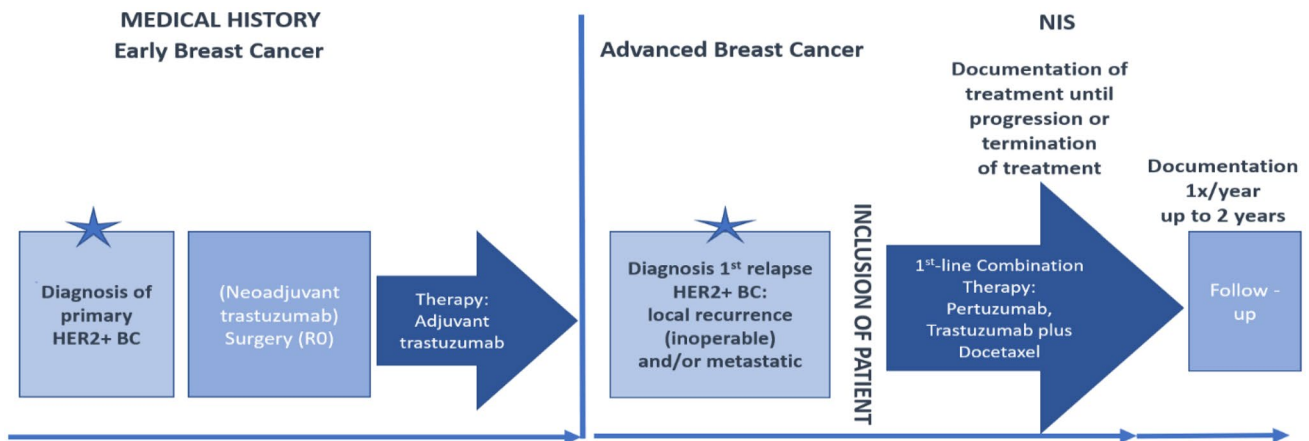 MEDICAL HISTORY
Early Breast Cancer
Diagnosis of
primary
HER2+ BC
(Neoadjuvant
trastuzumab)
Surgery (R0)
Therapy:
Adjuvant
trastuzumab
Advanced Breast Cancer
Diagnosis 1st relapse
HER2+ BC:
local recurrence
(inoperable)
and/or metastatic
INCLUSION OF PATIENT
NIS
Documentation of
treatment until
progression or
termination
of treatment
1st-line Combination
Therapy:
Pertuzumab,
Trastuzumab plus
Docetaxel
Documentation
1x/year
up to 2 years
Follow -
up